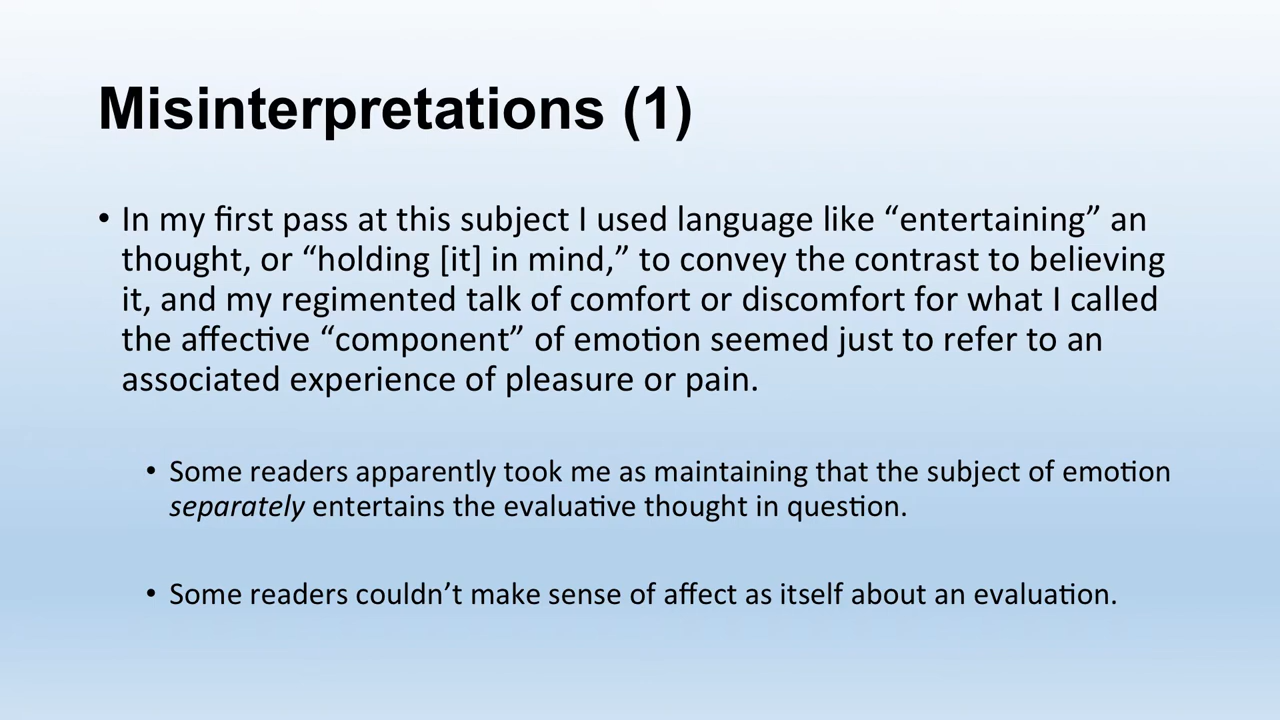 Misinterpretations (1)
• In my first pass at this subject I used language like “entertaining” an
thought, or “holding [it] in mind,” to convey the contrast to believing
it, and my regimented talk of comfort or discomfort for what I called
the affective “component” of emotion seemed just to refer to an
associated experience of pleasure or pain.
• Some readers apparently took me as maintaining that the subject of emotion
separately entertains the evaluative thought in question.
• Some readers couldn’t make sense of affect as itself about an evaluation.